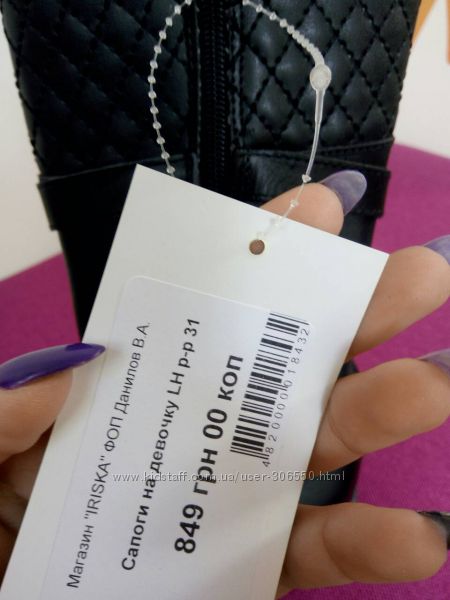 Магазин "IRISKA" ФОП Данилов В.А.
Сапоги на девочку LH р-р 31
849 грн 00 коп
4820000018432
www.kidstaff.com.ua/user-306550.html